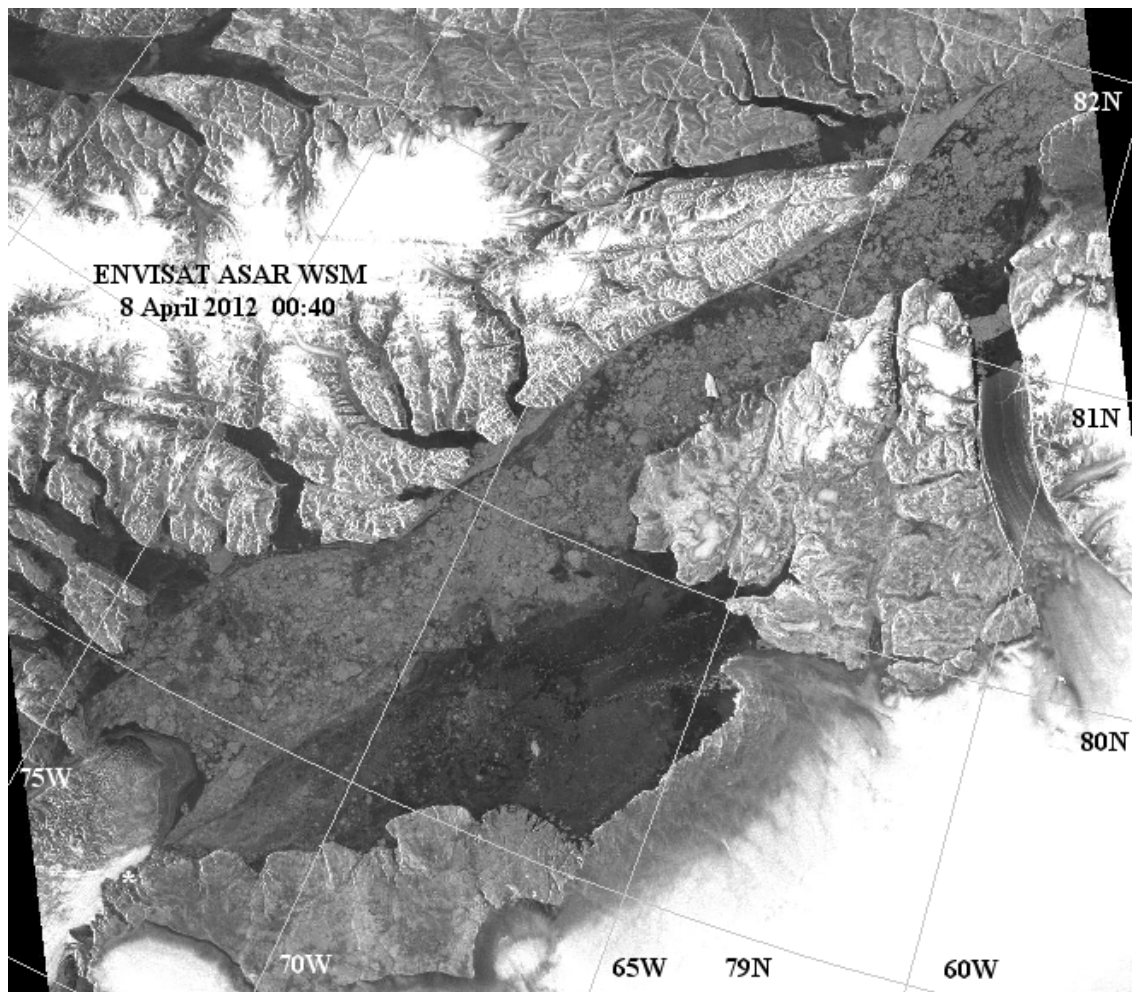 82N
ENVISAT ASAR WSM
8 April 2012 00:40
81N
80N
75W
*
70W
65W
79N
60W